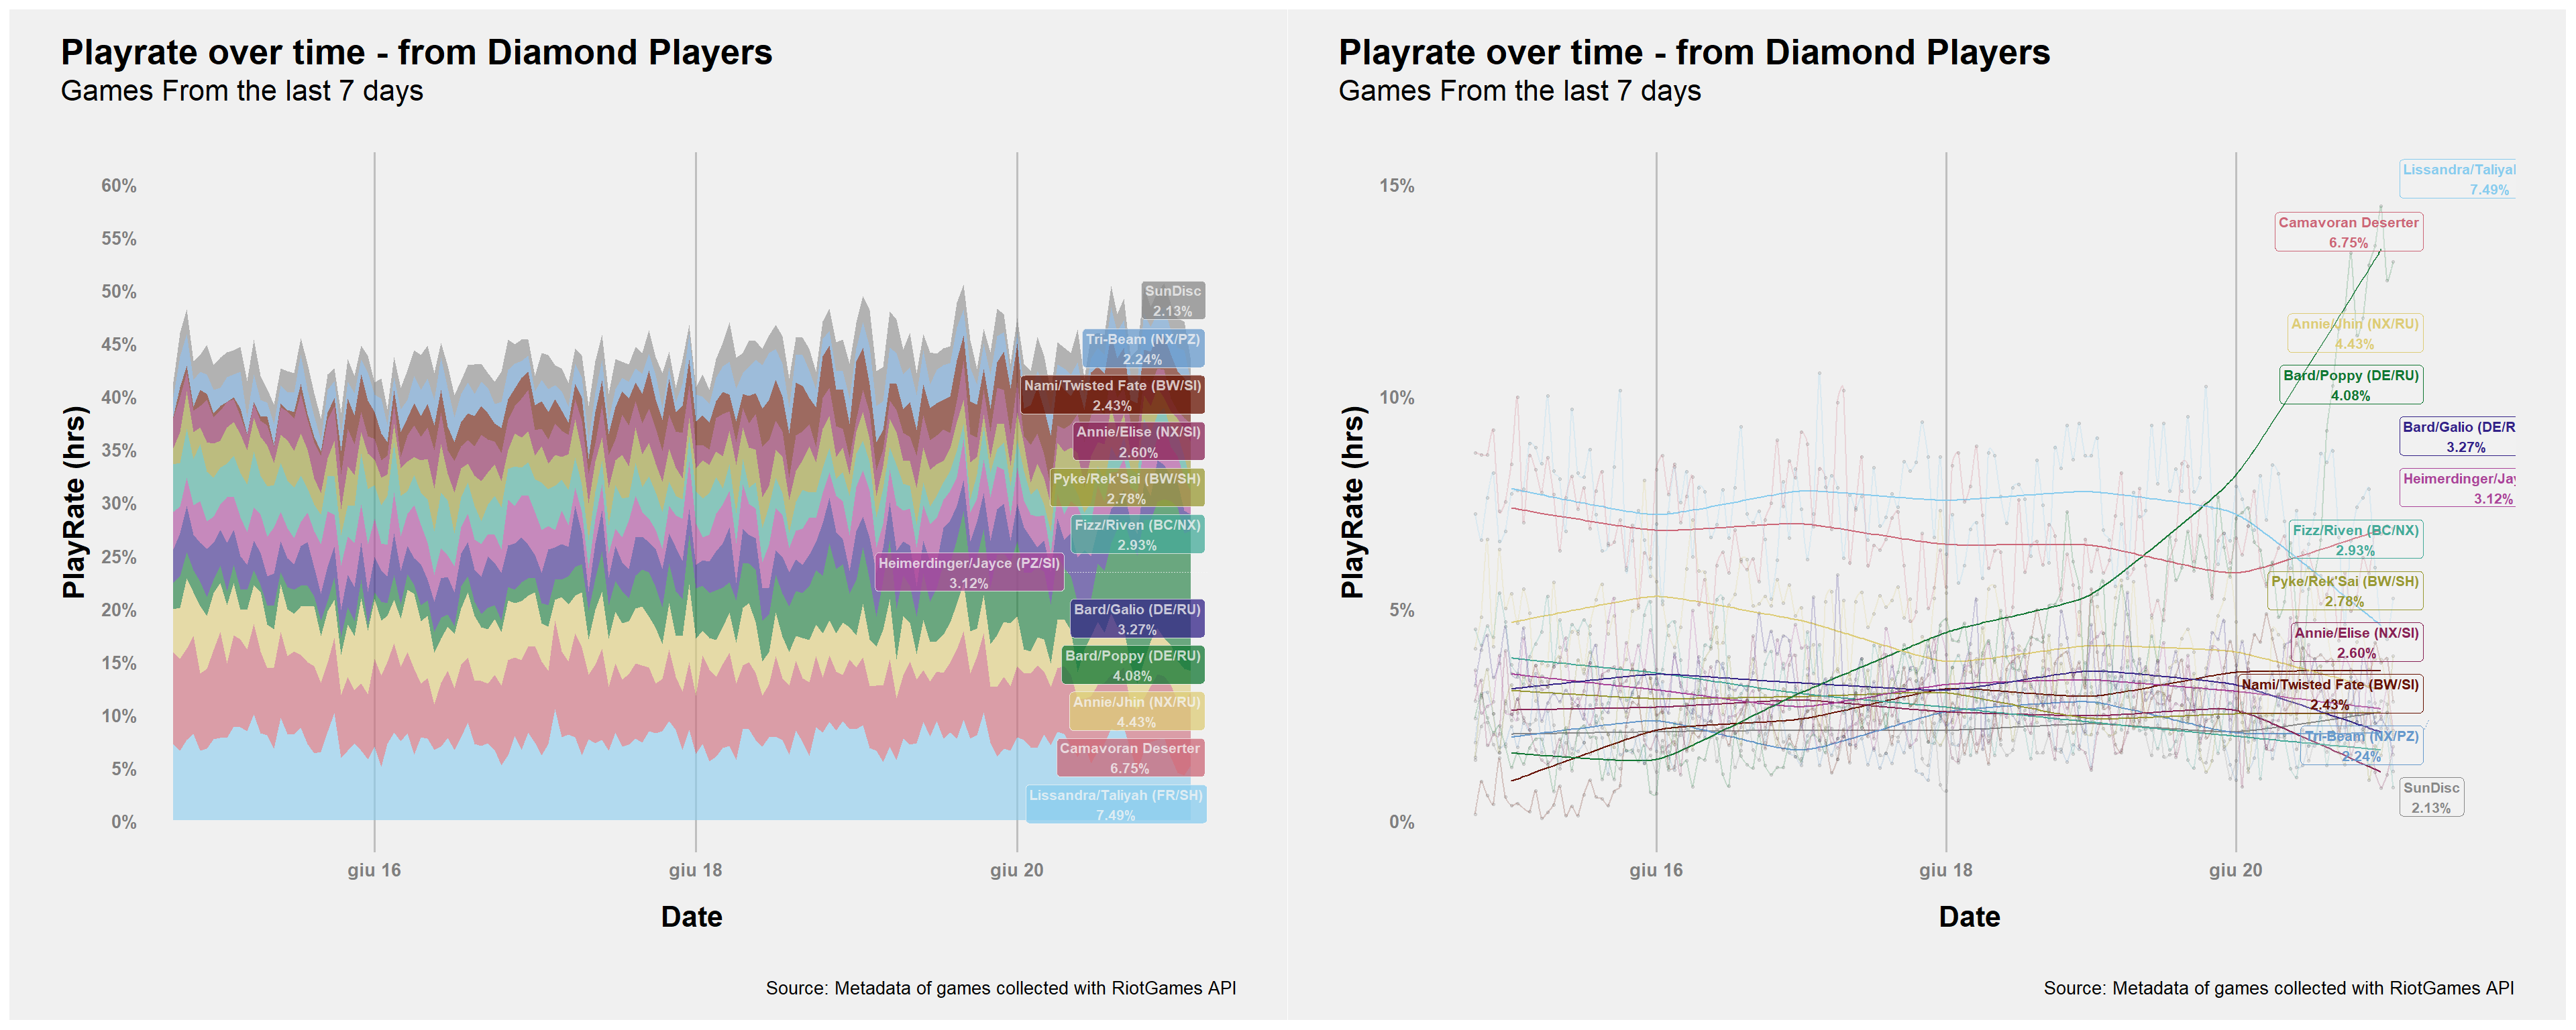 Playrate over time - from Diamond Players
Games From the last 7 days
PlayRate (hrs)
60%
55%
50%
45%
40%
35%
30%
25%
20%
15%
10%
5%
0%
SunDisc
2.13%
Tri-Beam (NX/PZ)
2.24%
Nami/Twisted Fate (BW/SI)
2.43%
Annie/Elise (NX/SI)
2.60%
Pyke/Rek'Sai (BW/SH)
2.78%
Fizz/Riven (BC/NX)
2.93%
Heimerdinger/Jayce (PZ/SI)
3.12%
Bard/Galio (DE/RU)
3.27%
Bard/Poppy (DE/RU)
4.08%
Annie/Jhin (NX/RU)
4.43%
Camavoran Deserter
6.75%
Lissandra/Taliyah (FR/SH)
7.49%
giu 16
giu 18
giu 20
Date
Source: Metadata of games collected with RiotGames API
Playrate over time - from Diamond Players
Games From the last 7 days
PlayRate (hrs)
15%
10%
5%
0%
Lissandra/Taliyal
7.49%
Camavoran Deserter
6.75%
Annie/Jhin (NX/RU)
4.43%
Bard/Poppy (DE/RU)
4.08%
Bard/Galio (DE/R
3.27%
Heimerdinger/Jay
3.12%
Fizz/Riven (BC/NX)
2.93%
Pyke/Rek'Sai (BW/SH)
2.78%
Annie/Elise (NX/SI)
2.60%
Nami/Twisted Fate (BW/SI)
2.43%
Tri-Beam (NX/PZ)
2.24%
SunDisc
2.13%
giu 16
giu 18
giu 20
Date
Source: Metadata of games collected with RiotGames API